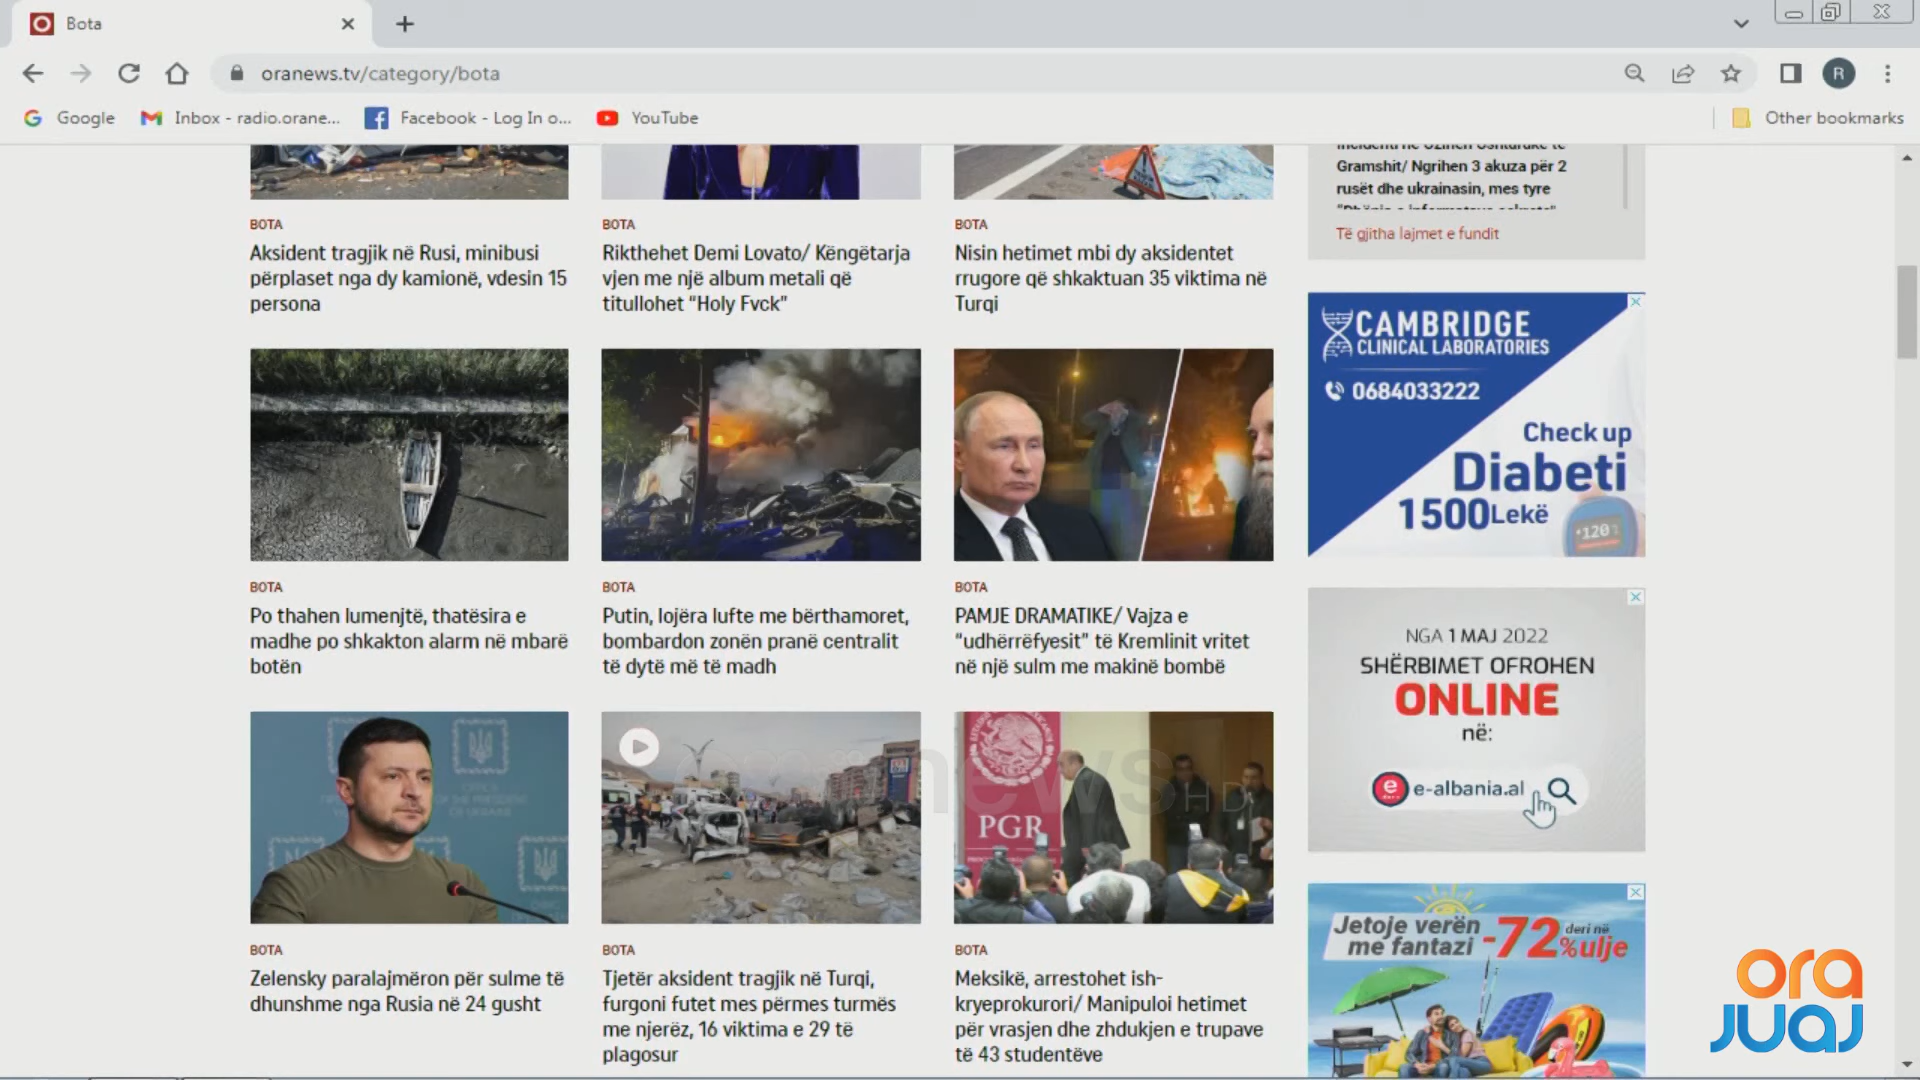 Bota
oranews.tv/category/bota
R
Google
Inbox - radio.orane...
Facebook - Log In o...
YouTube
Other bookmarks
BOTA
Aksident tragjik në Rusi, minibusi
përplaset nga dy kamionë, vdesin 15
persona
BOTA
Rikthehet Demi Lovato/ Këngëtarja
vjen me një album metali që
titullohet “Holy Fvck”
BOTA
Nisin hetimet mbi dy aksidentet
rrugore që shkaktuan 35 viktima në
Turqi
Gramshit/ Ngrihen 3 akuza për 2
rusët dhe ukrainasin, mes tyre
Të gjitha lajmet e fundit
BOTA
Po thahen lumenjtë, thatësira e
madhe po shkakton alarm në mbarë
botën
BOTA
Putin, lojëra lufte me bërthamoret,
bombardon zonën pranë centralit
të dytë më të madh
BOTA
PAMJE DRAMATIKE/ Vajza e
“udhërrëfyesit” të Kremlinit vritet
në një sulm me makinë bombë
CAMBRIDGE
CLINICAL LABORATORIES
0684033222
Check up
Diabeti
1500 Lekë
120
NGA 1 MAJ 2022
SHËRBIMET OFROHEN
ONLINE
në:
e-albania.al
PGR
oranews HD
BOTA
Zelensky paralajmëron për sulme të
dhunshme nga Rusia në 24 gusht
BOTA
Tjetër aksident tragjik në Turqi,
furgoni futet mes përmes turmës
me njerëz, 16 viktima e 29 të
plagosur
BOTA
Meksikë, arrestohet ish-
kryeprokurori/ Manipuloi hetimet
për vrasjen dhe zhdukjen e trupave
të 43 studentëve
Jetoje verën
me fantazi
-72% deri në
ulje
ora
JUAJ